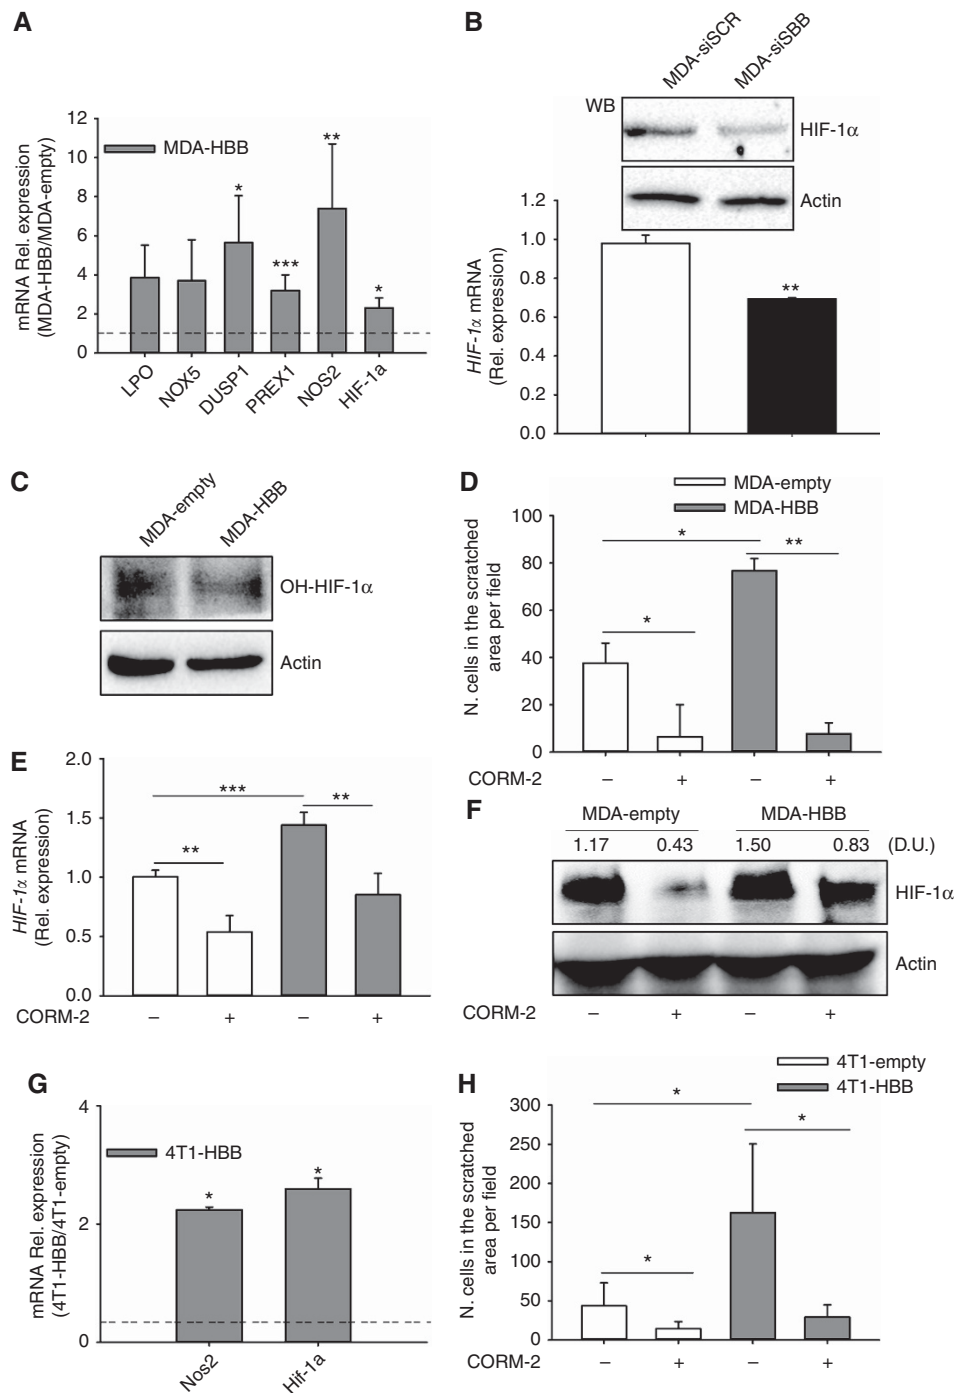 A
mRNA Rel. expression
(MDA-HBB/MDA-empty)
12
10
8
6
4
2
0
MDA-HBB
*
***
**
*
LPO
NOX5
DUSP1
PREX1
NOS2
HIF-1a
B
MDA-siSCR
MDA-siSBB
WB
HIF-1α
Actin
HIF-1α mRNA
(Rel. expression)
1.2
1.0
0.8
0.6
0.4
0.2
0.0
**
C
MDA-empty
MDA-HBB
OH-HIF-1α
Actin
D
MDA-empty
MDA-HBB
N. cells in the scratched
area per field
100
80
60
40
20
0
*
*
**
CORM-2 – + – +
E
HIF-1α mRNA
(Rel. expression)
2.0
1.5
1.0
0.5
0.0
***
**
**
CORM-2 – + – +
F
MDA-empty MDA-HBB
1.17 0.43 1.50 0.83 (D.U.)
HIF-1α
Actin
CORM-2 – + – +
G
mRNA Rel. expression
(4T1-HBB/4T1-empty)
4
2
0
4T1-HBB
*
*
Nos2
Hif-1a
H
4T1-empty
4T1-HBB
N. cells in the scratched
area per field
300
250
200
150
100
50
0
*
*
*
CORM-2 – + – +